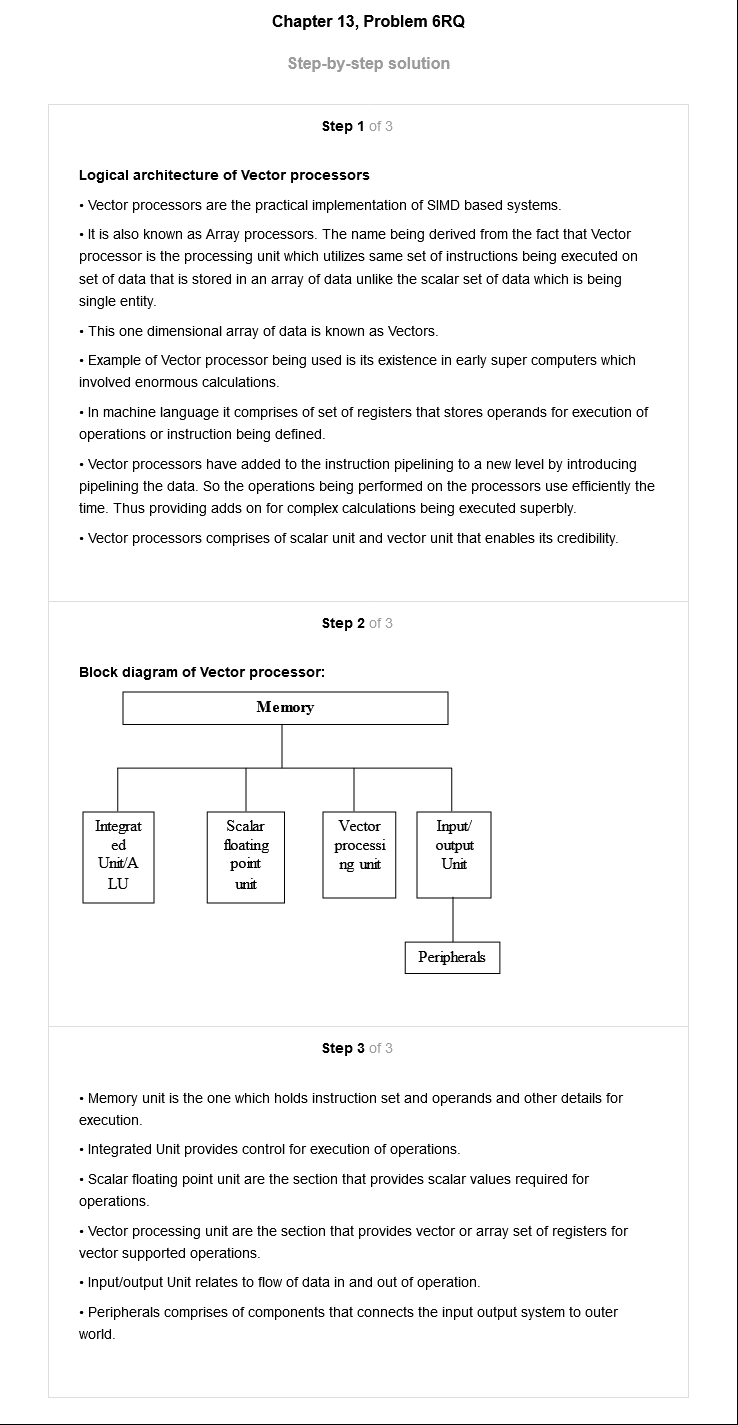 Chapter 13, Problem 6RQ
Step-by-step solution
Step 1 of 3
Logical architecture of Vector processors
• Vector processors are the practical implementation of SIMD based systems.
• It is also known as Array processors. The name being derived from the fact that Vector
processor is the processing unit which utilizes same set of instructions being executed on
set of data that is stored in an array of data unlike the scalar set of data which is being
single entity.
• This one dimensional array of data is known as Vectors.
• Example of Vector processor being used is its existence in early super computers which
involved enormous calculations.
• In machine language it comprises of set of registers that stores operands for execution of
operations or instruction being defined.
• Vector processors have added to the instruction pipelining to a new level by introducing
pipelining the data. So the operations being performed on the processors use efficiently the
time. Thus providing adds on for complex calculations being executed superbly.
• Vector processors comprises of scalar unit and vector unit that enables its credibility.
Step 2 of 3
Block diagram of Vector processor:
Memory
Integrat
ed
Unit/A
LU
Scalar
floating
point
unit
Vector
processi
ng unit
Input/
output
Unit
Peripherals
Step 3 of 3
• Memory unit is the one which holds instruction set and operands and other details for
execution.
• Integrated Unit provides control for execution of operations.
• Scalar floating point unit are the section that provides scalar values required for
operations.
• Vector processing unit are the section that provides vector or array set of registers for
vector supported operations.
• Input/output Unit relates to flow of data in and out of operation.
• Peripherals comprises of components that connects the input output system to outer
world.